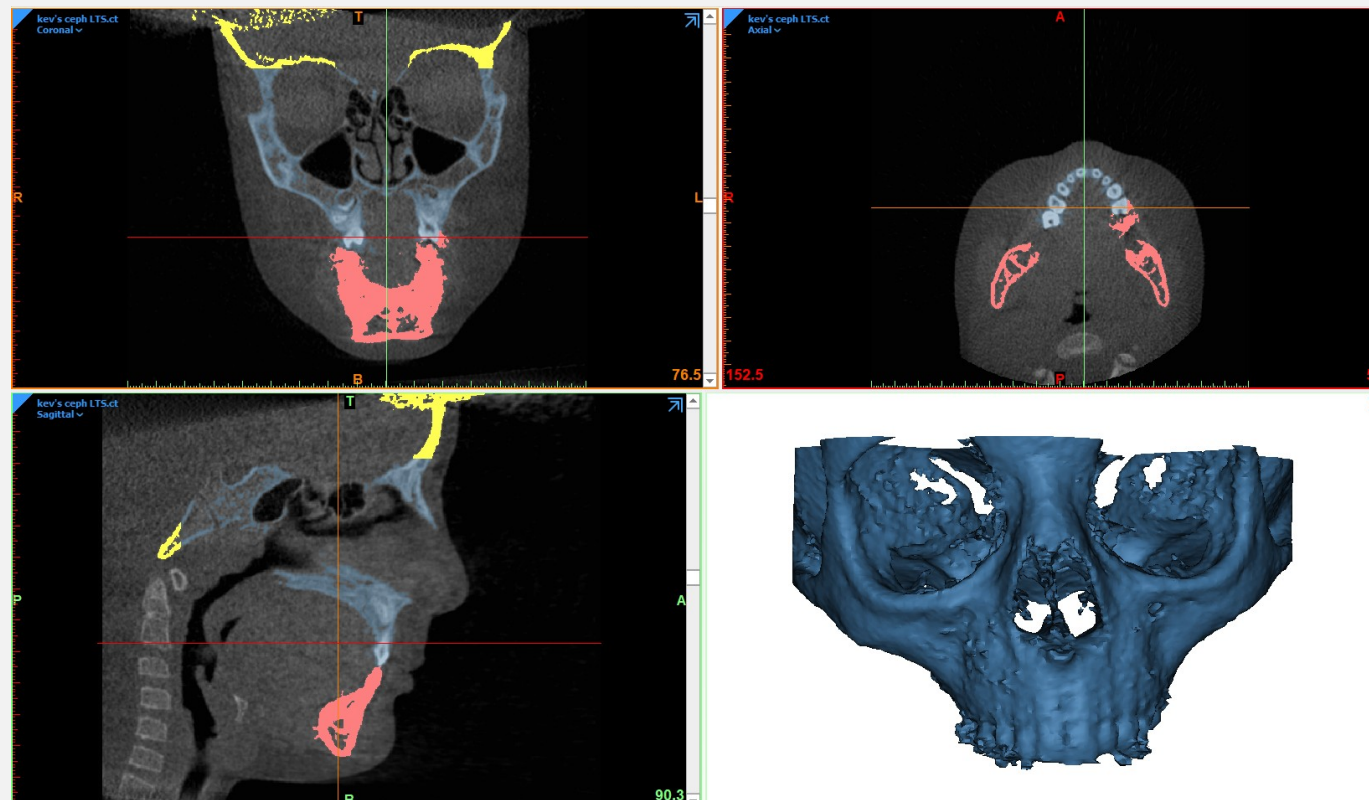 kev's ceph LTS.ct
Coronal
T
R
L
B
76.5
kev's ceph LTS.ct
Axial
A
R
P
152.5
kev's ceph LTS.ct
Sagittal
T
P
A
90.3